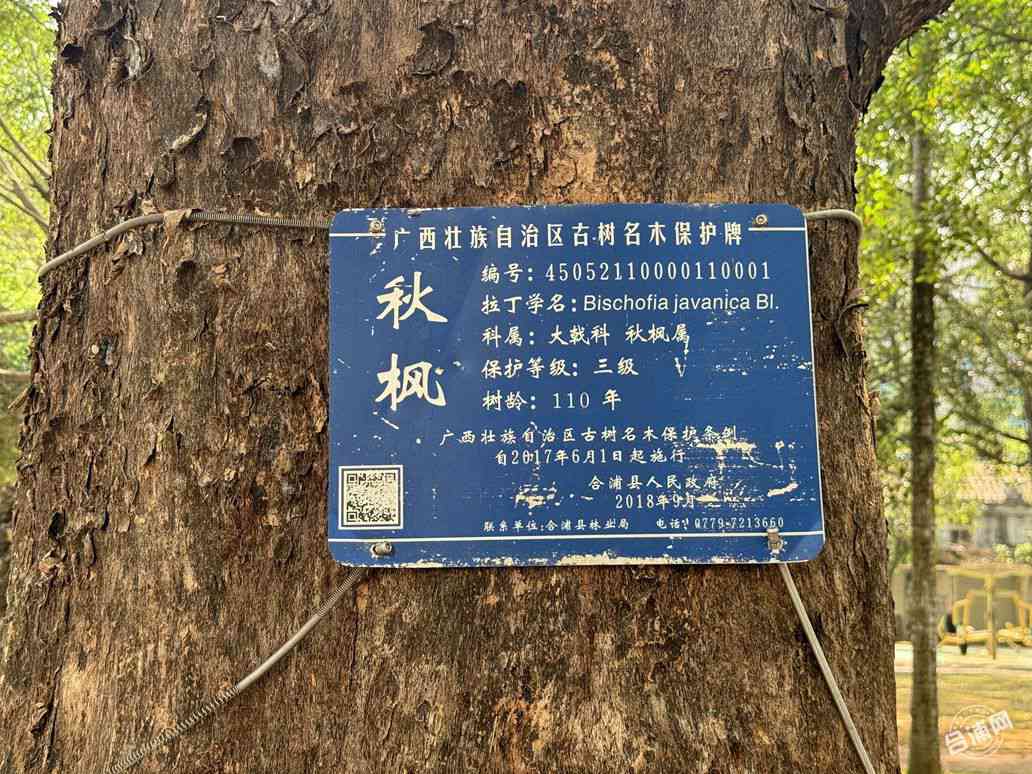 广西壮族自治区古树名木保护牌
秋枫
编号：45052110000110001
拉丁学名：Bischofia javanica Bl.
科属：大戟科 秋枫属
保护等级：三级
树龄：110 年
广西壮族自治区古树名木保护条例
自2017年6月1日起施行
合浦县人民政府
2018年9月
联系单位：合浦县林业局 电话：0779-7213660
合浦网